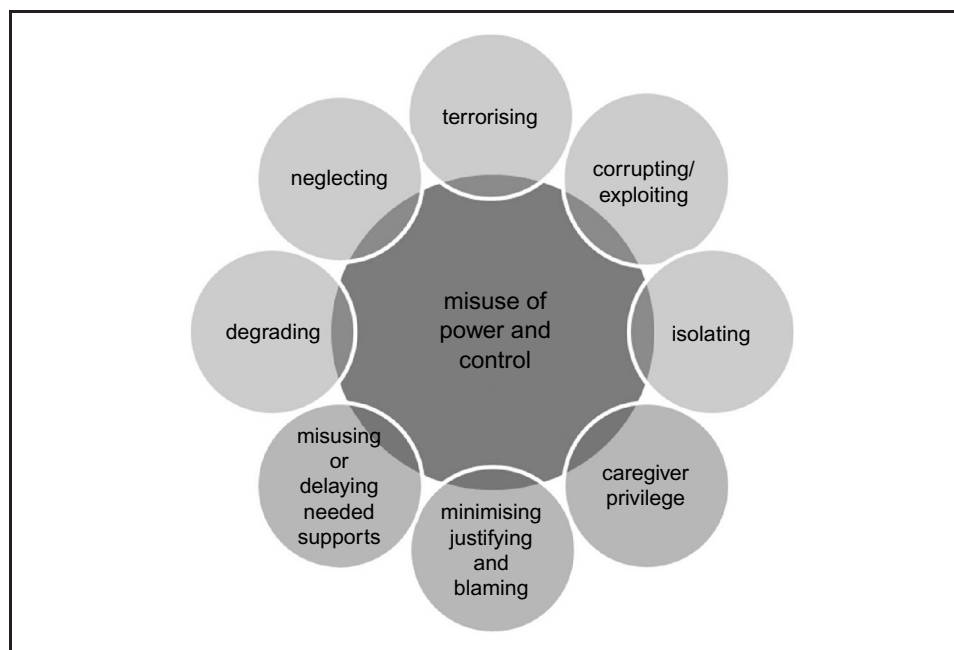 terrorising
corrupting/
exploiting
isolating
caregiver
privilege
minimising
justifying
and
blaming
misusing
or
delaying
needed
supports
degrading
neglecting
misuse of
power and
control